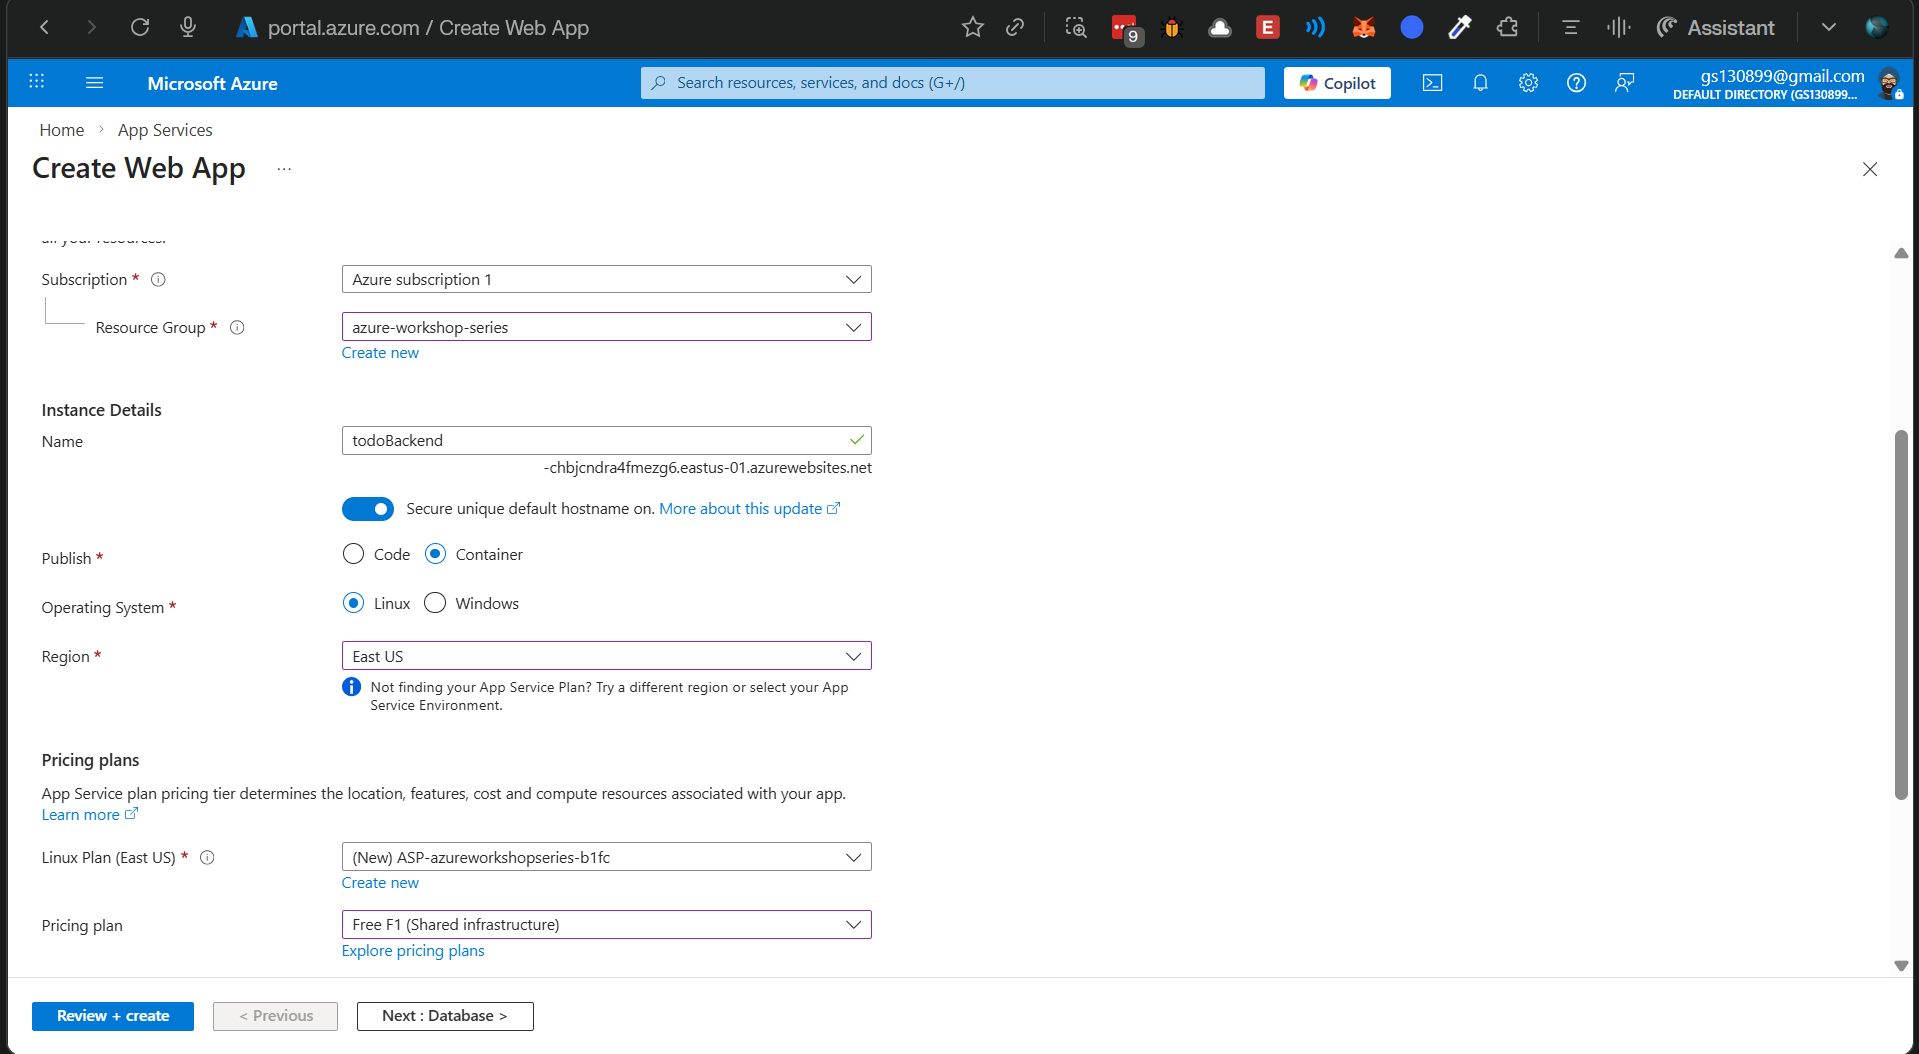 portal.azure.com / Create Web App
9
E
Assistant
Microsoft Azure
Search resources, services, and docs (G+/)
Copilot
gs130899@gmail.com
DEFAULT DIRECTORY (GS130899...
Home > App Services
Create Web App ...
all your resources.
Subscription *
Azure subscription 1
Resource Group *
azure-workshop-series
Create new
Instance Details
Name
todoBackend
-chbjcndra4fmezg6.eastus-01.azurewebsites.net
Secure unique default hostname on. More about this update
Publish *
Code
Container
Operating System *
Linux
Windows
Region *
East US
Not finding your App Service Plan? Try a different region or select your App
Service Environment.
Pricing plans
App Service plan pricing tier determines the location, features, cost and compute resources associated with your app.
Learn more
Linux Plan (East US) *
(New) ASP-azureworkshopseries-b1fc
Create new
Pricing plan
Free F1 (Shared infrastructure)
Explore pricing plans
Review + create
< Previous
Next : Database >